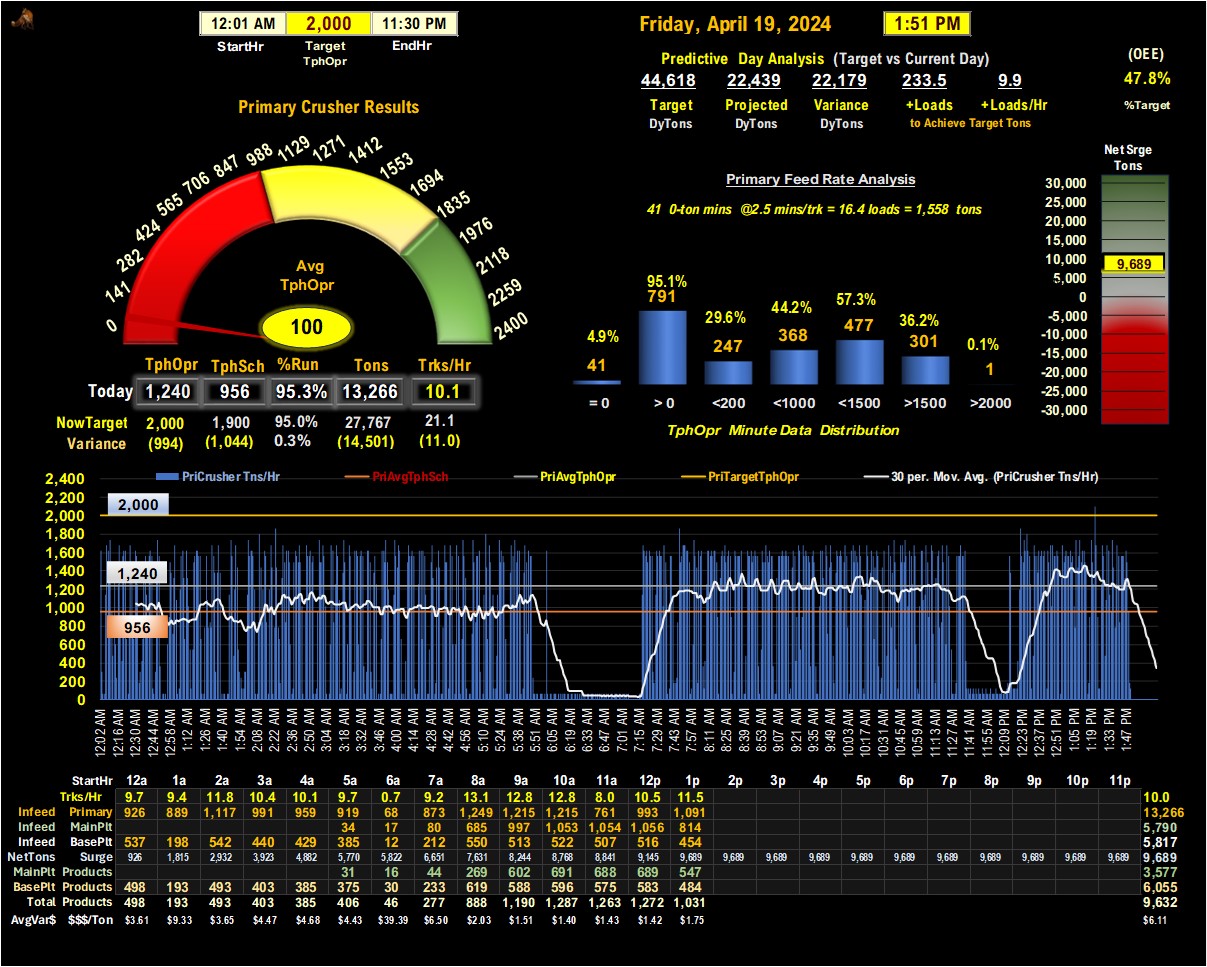 12:01 AM 2,000 11:30 PM
StartHr Target TphOpr EndHr
Friday, April 19, 2024 1:51 PM
Predictive Day Analysis (Target vs Current Day)
44,618 22,439 22,179 233.5 9.9
Target Projected Variance +Loads +Loads/Hr
DyTons DyTons DyTons to Achieve Target Tons
(OEE)
47.8%
%Target
Primary Crusher Results
0 141 282 424 565 706 847 988 1129 1271 1412 1553 1694 1835 1976 2118 2259 2400
Avg
TphOpr
100
TphOpr TphSch %Run Tons Trks/Hr
Today 1,240 956 95.3% 13,266 10.1
NowTarget 2,000 1,900 95.0% 27,767 21.1
Variance (994) (1,044) 0.3% (14,501) (11.0)
Primary Feed Rate Analysis
41 0-ton mins @2.5 mins/trk = 16.4 loads = 1,558 tons
4.9% 95.1% 29.6% 44.2% 57.3% 36.2% 0.1%
41 791 247 368 477 301 1
= 0 > 0 <200 <1000 <1500 >1500 >2000
TphOpr Minute Data Distribution
Net Srge
Tons
30,000
25,000
20,000
15,000
10,000
9,689
5,000
0
-5,000
-10,000
-15,000
-20,000
-25,000
-30,000
PriCrusher Tns/Hr PriAvgTphSch PriAvgTphOpr PriTargetTphOpr 30 per. Mov. Avg. (PriCrusher Tns/Hr)
2,400
2,200
2,000
1,800
1,600
1,400
1,200
1,000
800
600
400
200
0
2,000
1,240
956
12:02 AM 12:16 AM 12:30 AM 12:44 AM 12:58 AM 1:12 AM 1:26 AM 1:40 AM 1:54 AM 2:08 AM 2:22 AM 2:36 AM 2:50 AM 3:04 AM 3:18 AM 3:32 AM 3:46 AM 4:00 AM 4:14 AM 4:28 AM 4:42 AM 4:56 AM 5:10 AM 5:24 AM 5:38 AM 5:51 AM 6:05 AM 6:19 AM 6:33 AM 6:47 AM 7:01 AM 7:15 AM 7:29 AM 7:43 AM 7:57 AM 8:11 AM 8:25 AM 8:39 AM 8:53 AM 9:07 AM 9:21 AM 9:35 AM 9:49 AM 10:03 AM 10:17 AM 10:31 AM 10:45 AM 10:59 AM 11:13 AM 11:27 AM 11:41 AM 11:55 AM 12:09 PM 12:23 PM 12:37 PM 12:51 PM 1:05 PM 1:19 PM 1:33 PM 1:47 PM
StartHr 12a 1a 2a 3a 4a 5a 6a 7a 8a 9a 10a 11a 12p 1p 2p 3p 4p 5p 6p 7p 8p 9p 10p 11p
Trks/Hr 9.7 9.4 11.8 10.4 10.1 9.7 0.7 9.2 13.1 12.8 12.8 8.0 10.5 11.5 10.0
Infeed Primary 926 889 1,117 991 959 919 68 873 1,249 1,215 1,215 761 993 1,091 13,266
Infeed MainPlt 34 17 80 685 997 1,053 1,054 1,056 814 5,790
Infeed BasePlt 537 198 542 440 429 385 12 212 550 513 522 507 516 454 5,817
NetTons Surge 926 1,815 2,932 3,923 4,882 5,770 5,822 6,651 7,631 8,244 8,768 8,841 9,145 9,689 9,689 9,689 9,689 9,689 9,689 9,689 9,689 9,689 9,689 9,689 9,689
MainPlt Products 31 16 44 269 602 691 688 689 547 3,577
BasePlt Products 498 193 493 403 385 375 30 233 619 588 596 575 583 484 6,055
Total Products 498 193 493 403 385 406 46 277 888 1,190 1,287 1,263 1,272 1,031 9,632
AvgVar$ $$$/Ton $3.61 $9.33 $3.65 $4.47 $4.68 $4.43 $39.39 $6.50 $2.03 $1.51 $1.40 $1.43 $1.42 $1.75 $6.11